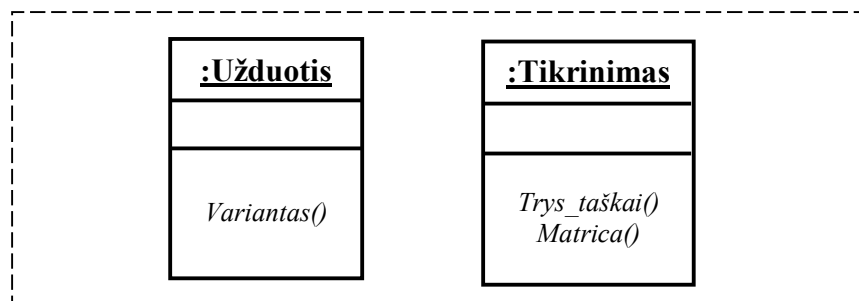 :Užduotis
Variantas()
:Tikrinimas
Trys_taškai()
Matrica()